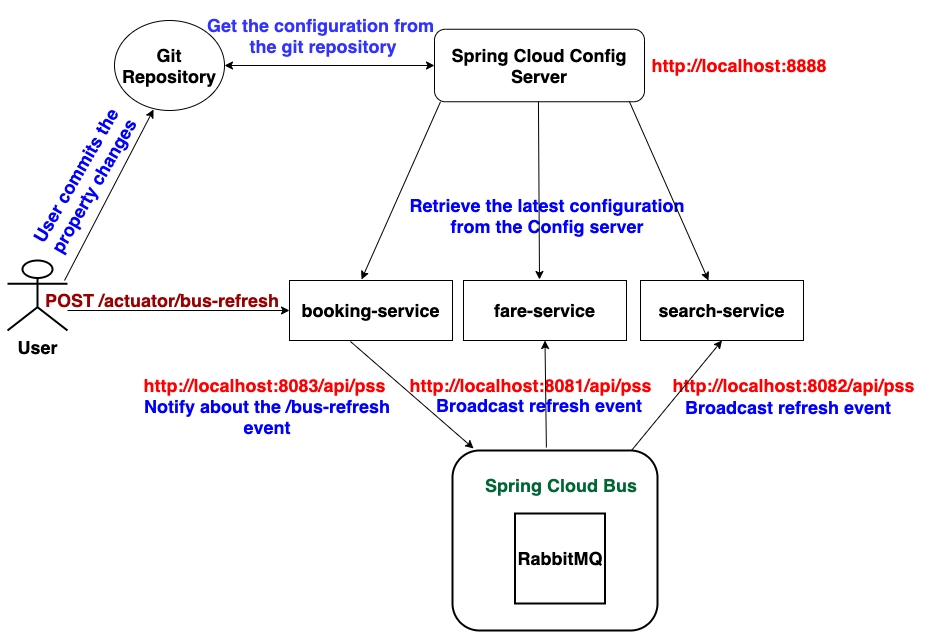 Get the configuration from
the git repository
Git
Repository
Spring Cloud Config
Server
http://localhost:8888
User commits the
property changes
Retrieve the latest configuration
from the Config server
POST /actuator/bus-refresh
User
booking-service
fare-service
search-service
http://localhost:8083/api/pss
Notify about the /bus-refresh
event
http://localhost:8081/api/pss
Broadcast refresh event
http://localhost:8082/api/pss
Broadcast refresh event
Spring Cloud Bus
RabbitMQ